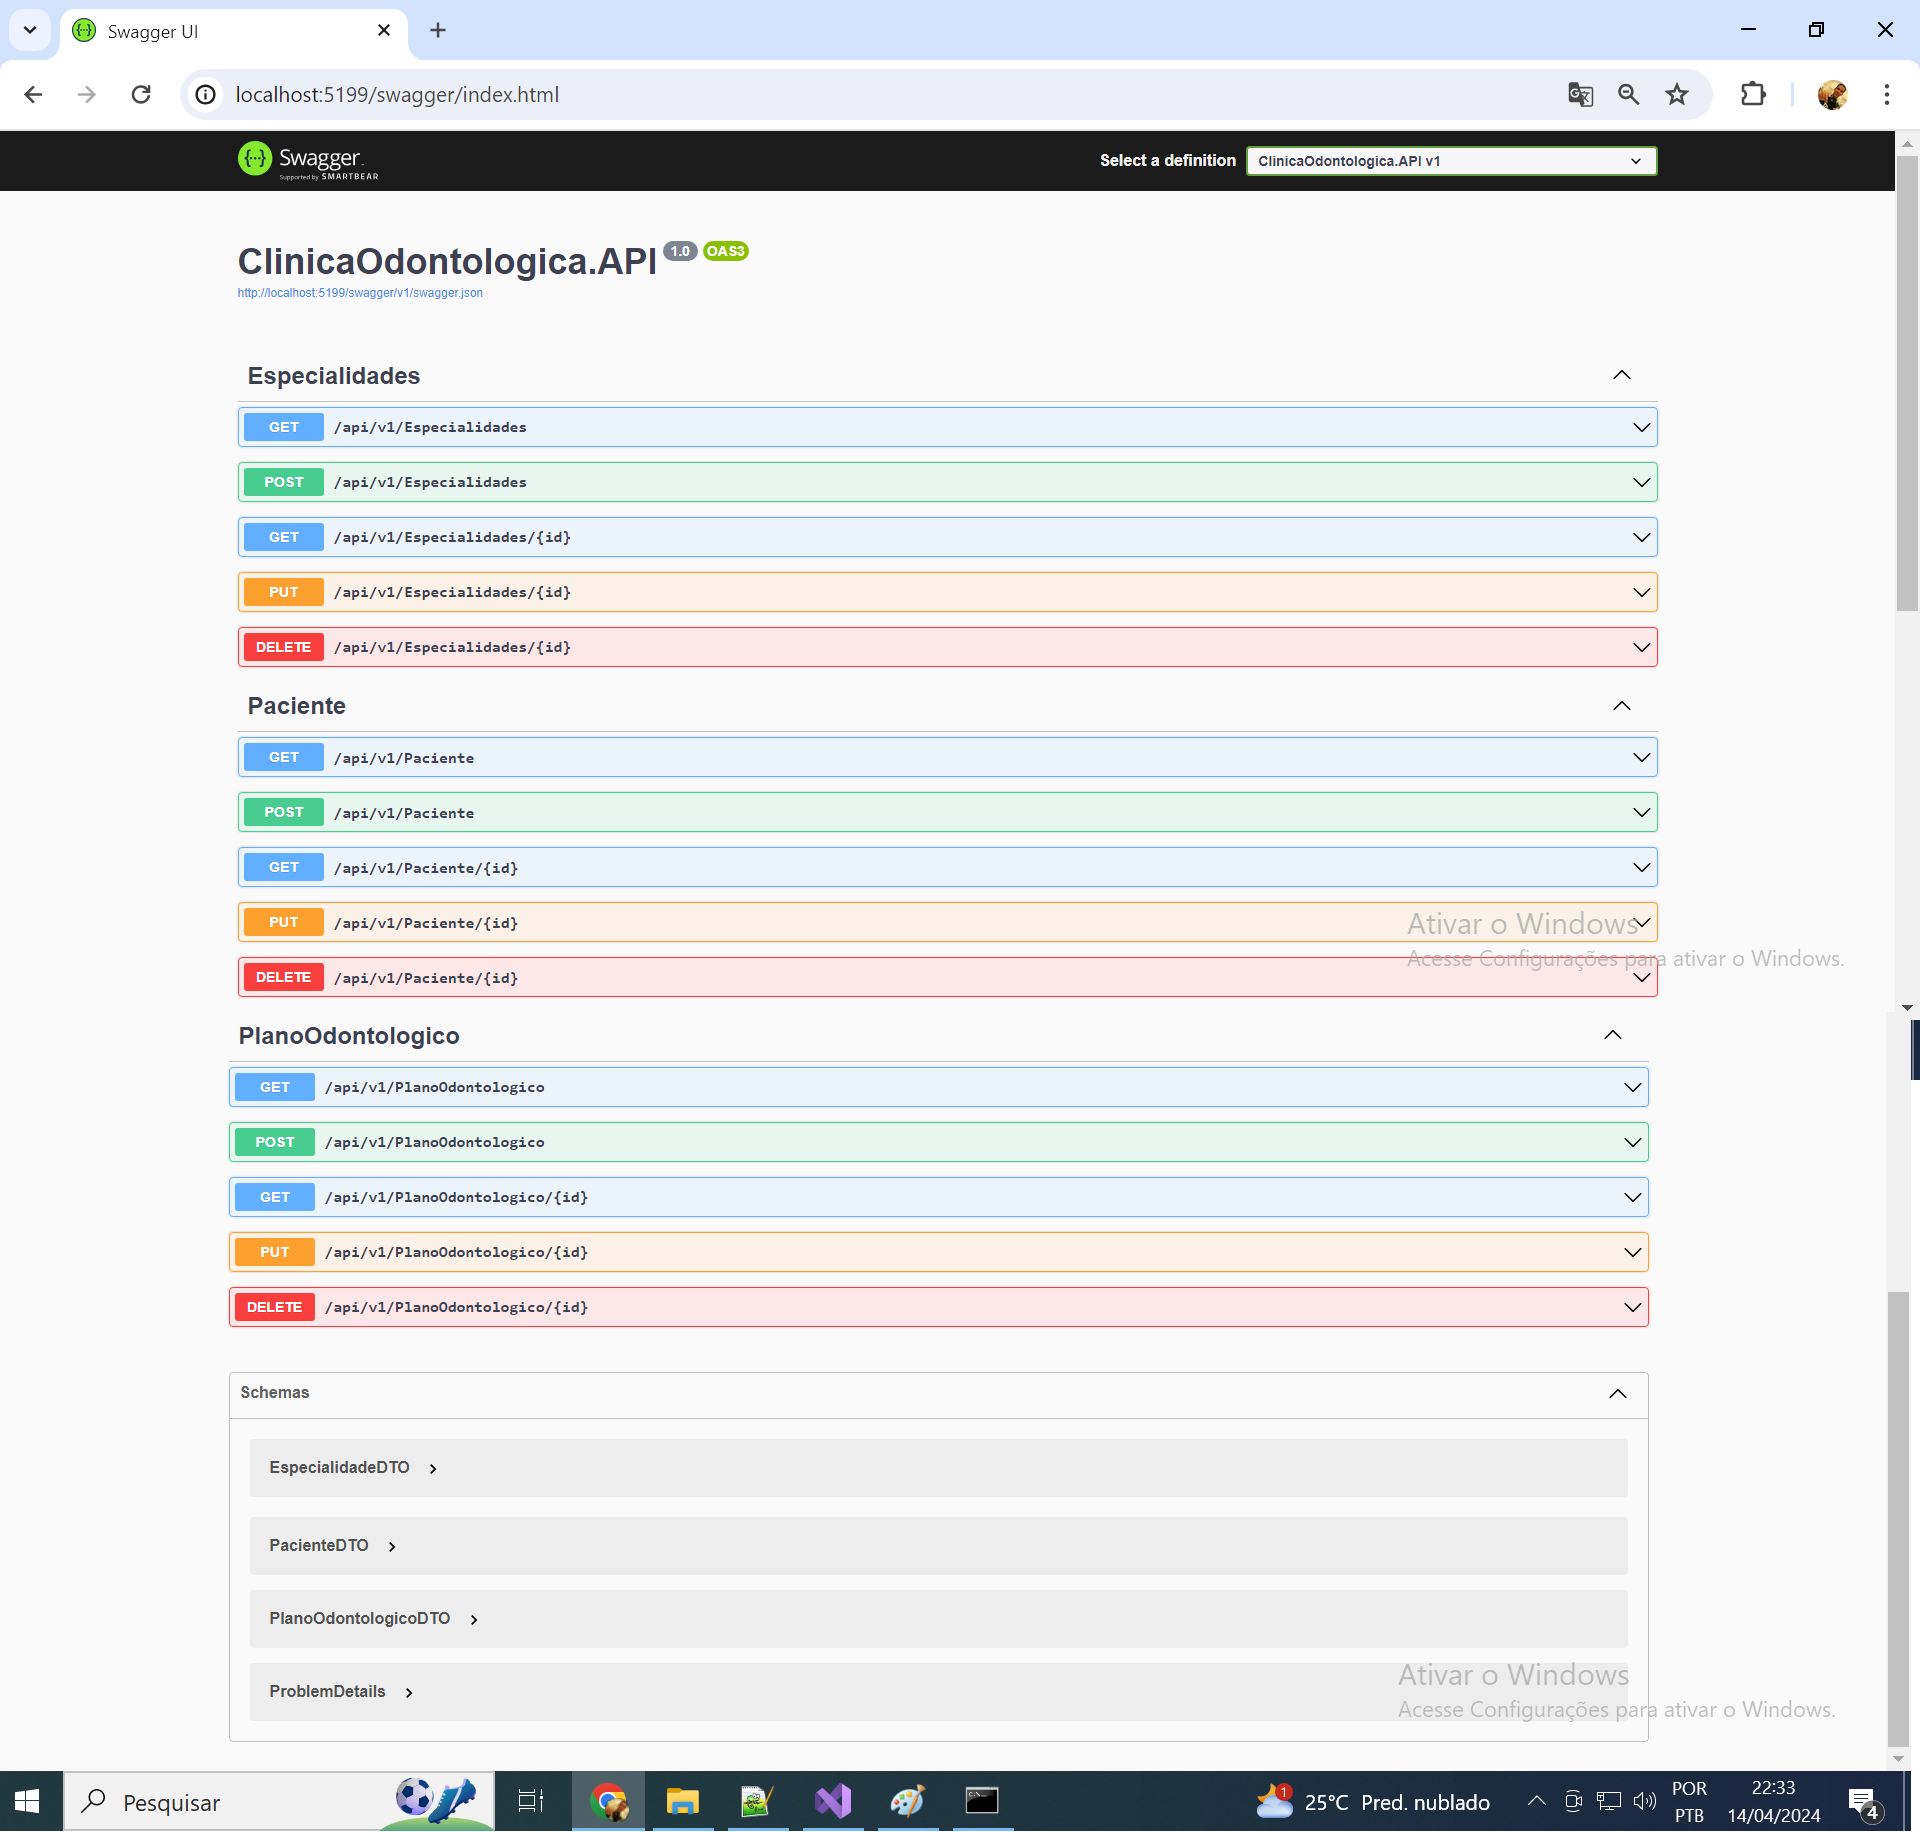 Swagger UI
localhost:5199/swagger/index.html
Swagger
Supported by SMARTBEAR
Select a definition
ClinicaOdontologica.API v1
ClinicaOdontologica.API 1.0 OAS3
http://localhost:5199/swagger/v1/swagger.json
Especialidades
GET /api/v1/Especialidades
POST /api/v1/Especialidades
GET /api/v1/Especialidades/{id}
PUT /api/v1/Especialidades/{id}
DELETE /api/v1/Especialidades/{id}
Paciente
GET /api/v1/Paciente
POST /api/v1/Paciente
GET /api/v1/Paciente/{id}
PUT /api/v1/Paciente/{id}
Ativar o Windows
Acesse Configurações para ativar o Windows.
DELETE /api/v1/Paciente/{id}
PlanoOdontologico
GET /api/v1/PlanoOdontologico
POST /api/v1/PlanoOdontologico
GET /api/v1/PlanoOdontologico/{id}
PUT /api/v1/PlanoOdontologico/{id}
DELETE /api/v1/PlanoOdontologico/{id}
Schemas
EspecialidadeDTO
PacienteDTO
PlanoOdontologicoDTO
ProblemDetails
Ativar o Windows
Acesse Configurações para ativar o Windows.
Pesquisar
1
25°C Pred. nublado
POR
PTB
22:33
14/04/2024
4